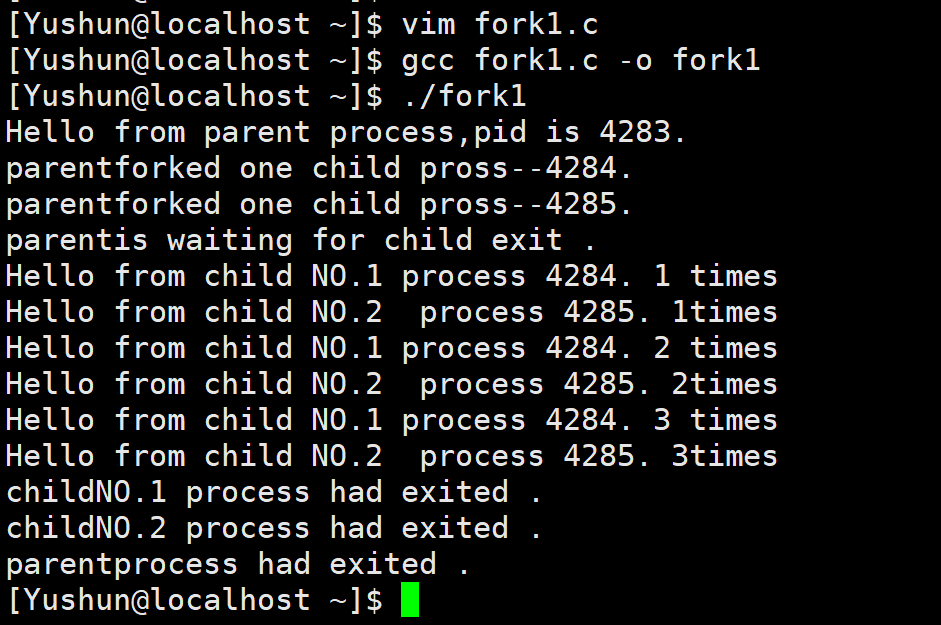 [Yushun@localhost ~]$ vim fork1.c
[Yushun@localhost ~]$ gcc fork1.c -o fork1
[Yushun@localhost ~]$ ./fork1
Hello from parent process,pid is 4283.
parentforked one child pross--4284.
parentforked one child pross--4285.
parentis waiting for child exit .
Hello from child NO.1 process 4284. 1 times
Hello from child NO.2  process 4285. 1times
Hello from child NO.1 process 4284. 2 times
Hello from child NO.2  process 4285. 2times
Hello from child NO.1 process 4284. 3 times
Hello from child NO.2  process 4285. 3times
childNO.1 process had exited .
childNO.2 process had exited .
parentprocess had exited .
[Yushun@localhost ~]$